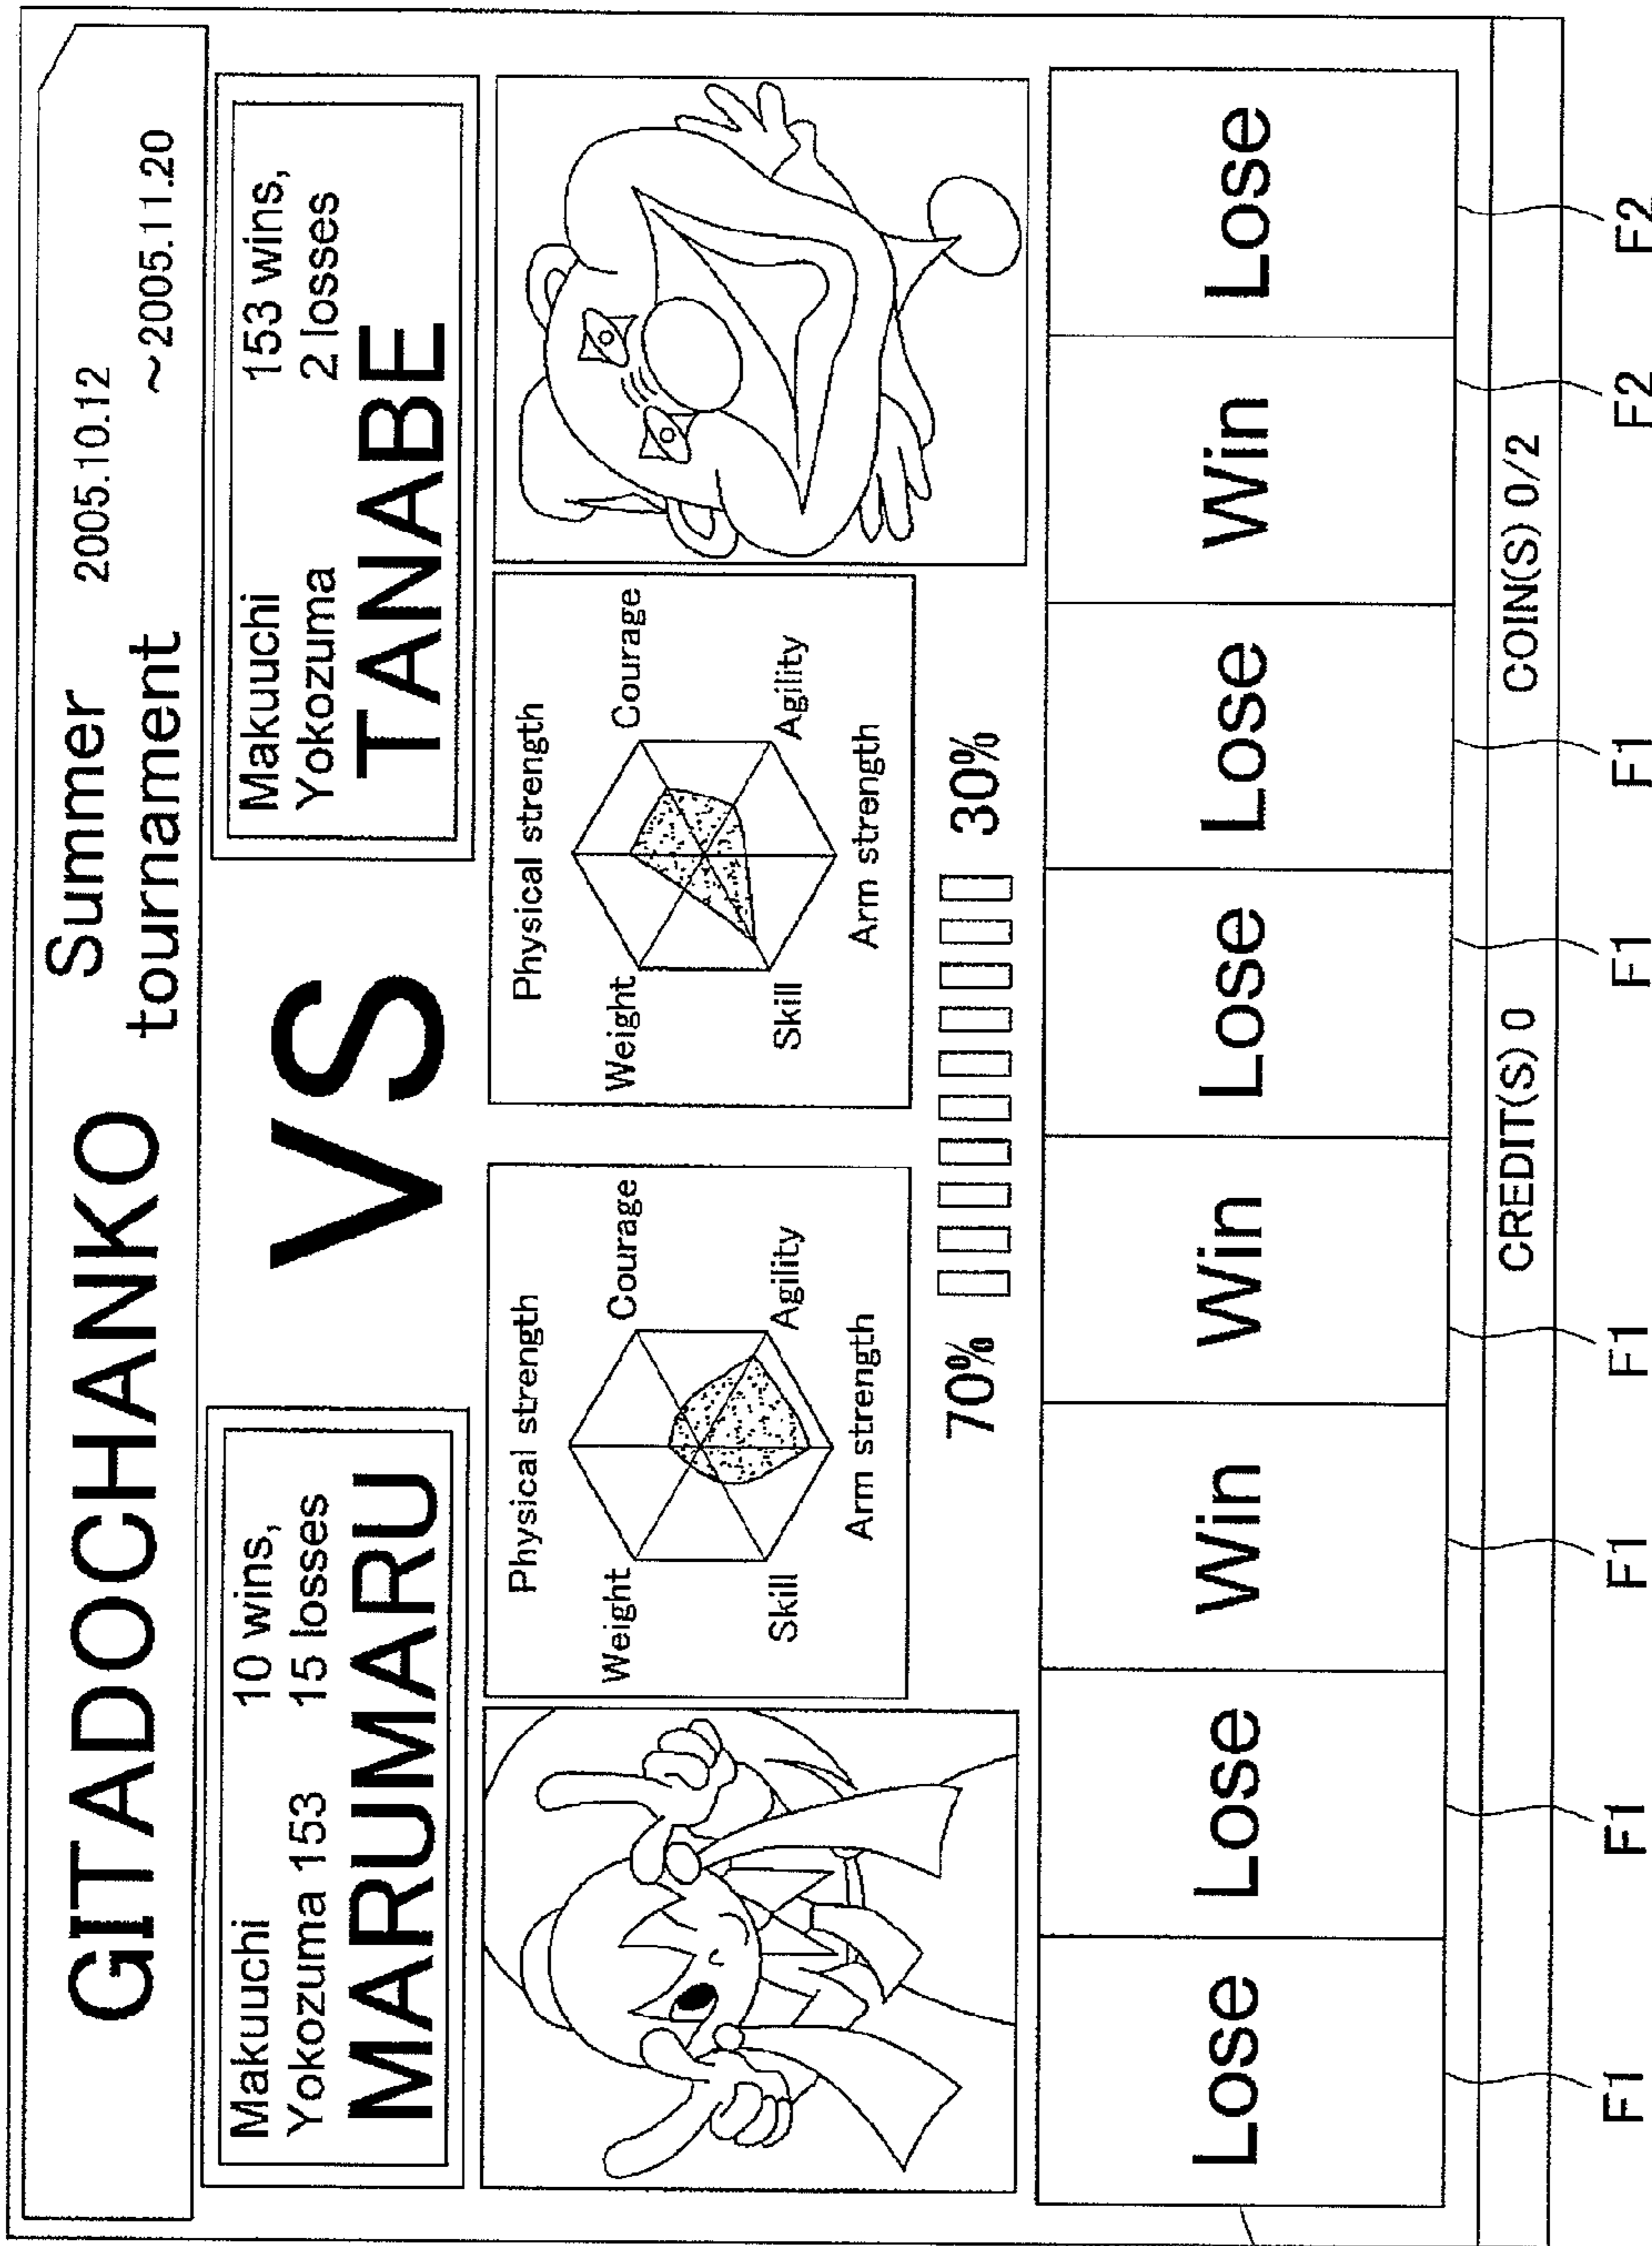 GITADOCHANKO
Summer
tournament
2005.10.12
~2005.11.20
Makuuchi 10 wins,
Yokozuma 153 15 losses
MARUMARU
VS
Makuuchi 153 wins,
Yokozuma 2 losses
TANABE
Physical strength
Weight Courage
Skill Agility
Arm strength
Physical strength
Weight Courage
Skill Agility
Arm strength
70% 30%
Lose Lose Win Win Lose Lose Win Lose
CREDIT(S) 0 COIN(S) 0/2
F1 F1 F1 F1 F1 F1 F2 F2